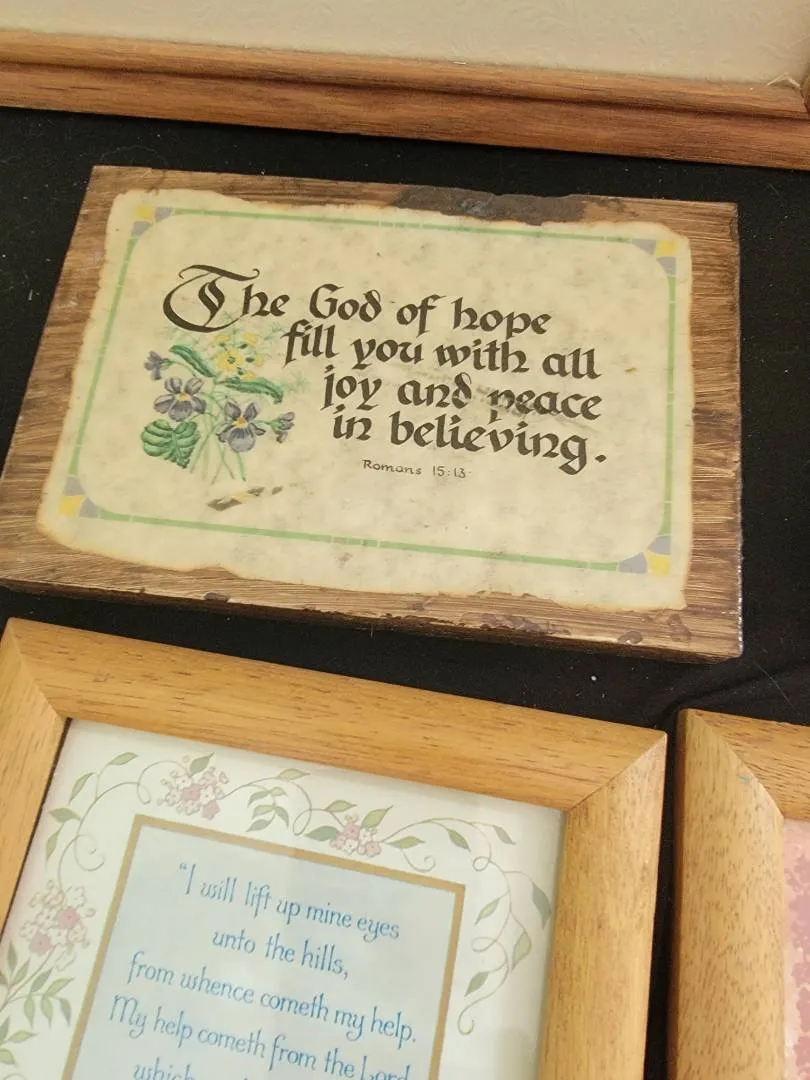 The God of hope
fill you with all
joy and peace
in believing.
Romans 15:13
"I will lift up mine eyes
unto the hills,
from whence cometh my help.
My help cometh from the Lord
which